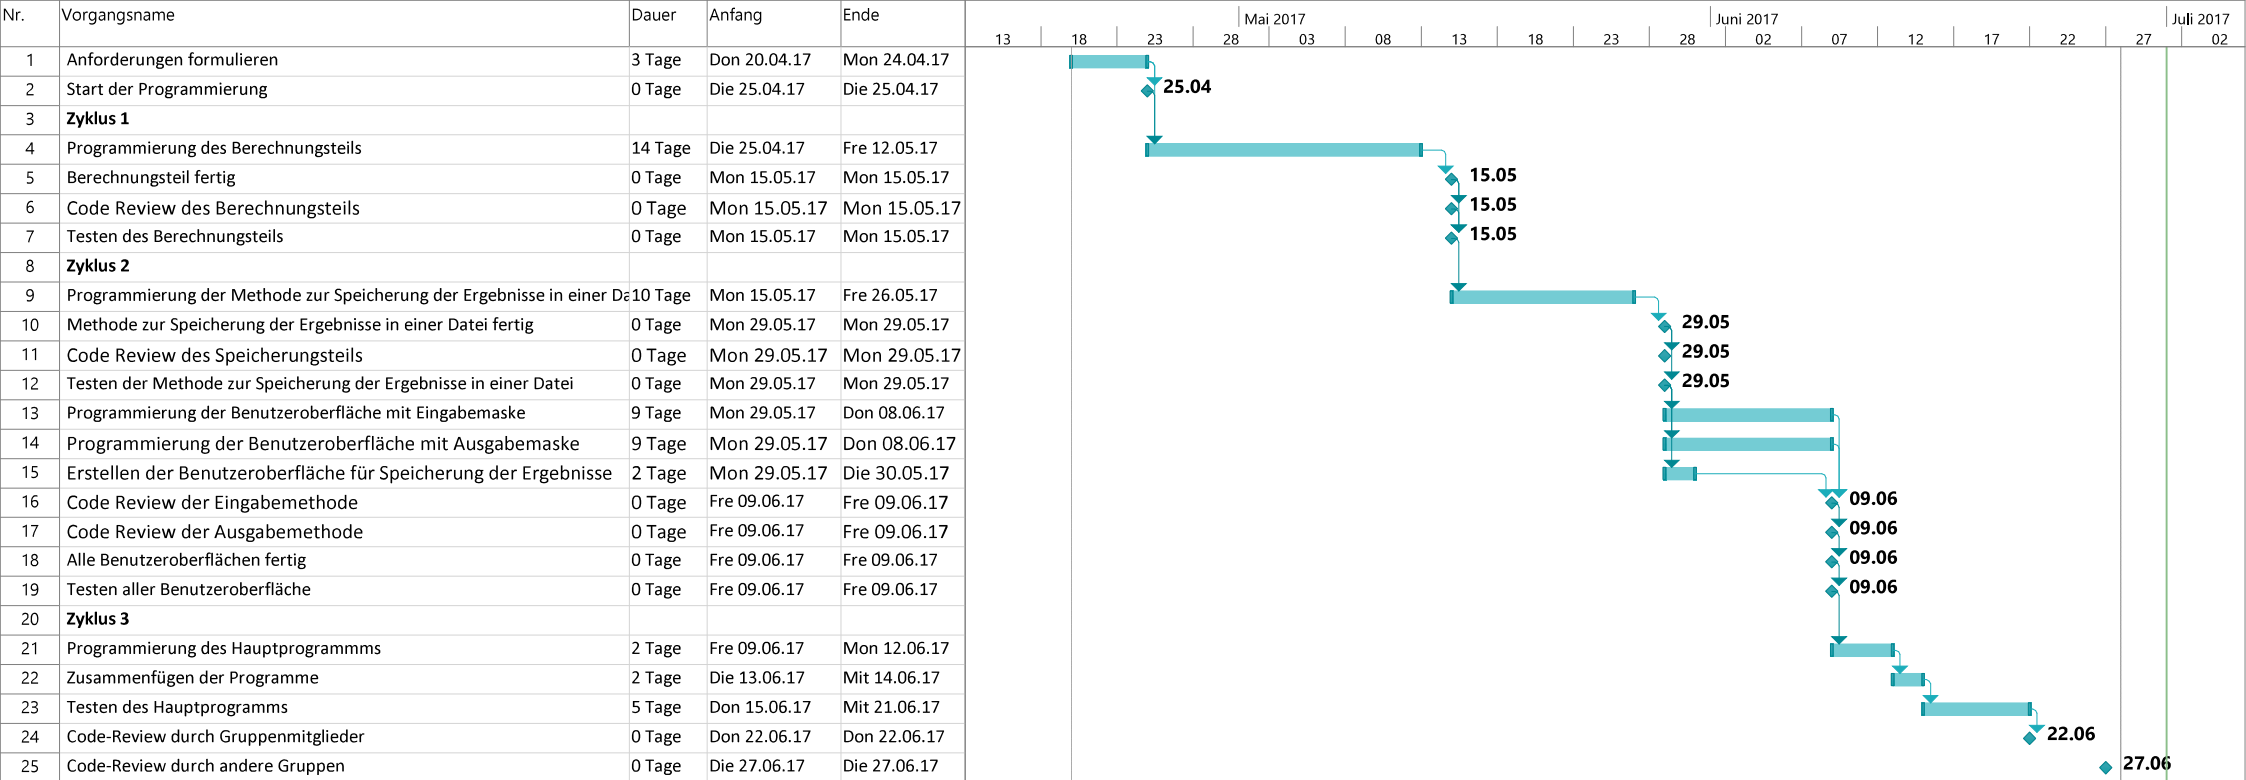 Nr. Vorgangsname Dauer Anfang Ende Mai 2017 Juni 2017 Juli 2017
13 18 23 28 03 08 13 18 23 28 02 07 12 17 22 27 02
1 Anforderungen formulieren 3 Tage Don 20.04.17 Mon 24.04.17
2 Start der Programmierung 0 Tage Die 25.04.17 Die 25.04.17 25.04
3 Zyklus 1
4 Programmierung des Berechnungsteils 14 Tage Die 25.04.17 Fre 12.05.17
5 Berechnungsteil fertig 0 Tage Mon 15.05.17 Mon 15.05.17 15.05
6 Code Review des Berechnungsteils 0 Tage Mon 15.05.17 Mon 15.05.17 15.05
7 Testen des Berechnungsteils 0 Tage Mon 15.05.17 Mon 15.05.17 15.05
8 Zyklus 2
9 Programmierung der Methode zur Speicherung der Ergebnisse in einer Da 10 Tage Mon 15.05.17 Fre 26.05.17
10 Methode zur Speicherung der Ergebnisse in einer Datei fertig 0 Tage Mon 29.05.17 Mon 29.05.17 29.05
11 Code Review des Speicherungsteils 0 Tage Mon 29.05.17 Mon 29.05.17 29.05
12 Testen der Methode zur Speicherung der Ergebnisse in einer Datei 0 Tage Mon 29.05.17 Mon 29.05.17 29.05
13 Programmierung der Benutzeroberfläche mit Eingabemaske 9 Tage Mon 29.05.17 Don 08.06.17
14 Programmierung der Benutzeroberfläche mit Ausgabemaske 9 Tage Mon 29.05.17 Don 08.06.17
15 Erstellen der Benutzeroberfläche für Speicherung der Ergebnisse 2 Tage Mon 29.05.17 Die 30.05.17
16 Code Review der Eingabemethode 0 Tage Fre 09.06.17 Fre 09.06.17 09.06
17 Code Review der Ausgabemethode 0 Tage Fre 09.06.17 Fre 09.06.17 09.06
18 Alle Benutzeroberflächen fertig 0 Tage Fre 09.06.17 Fre 09.06.17 09.06
19 Testen aller Benutzeroberfläche 0 Tage Fre 09.06.17 Fre 09.06.17 09.06
20 Zyklus 3
21 Programmierung des Hauptprogrammms 2 Tage Fre 09.06.17 Mon 12.06.17
22 Zusammenfügen der Programme 2 Tage Die 13.06.17 Mit 14.06.17
23 Testen des Hauptprogramms 5 Tage Don 15.06.17 Mit 21.06.17
24 Code-Review durch Gruppenmitglieder 0 Tage Don 22.06.17 Don 22.06.17 22.06
25 Code-Review durch andere Gruppen 0 Tage Die 27.06.17 Die 27.06.17 27.06